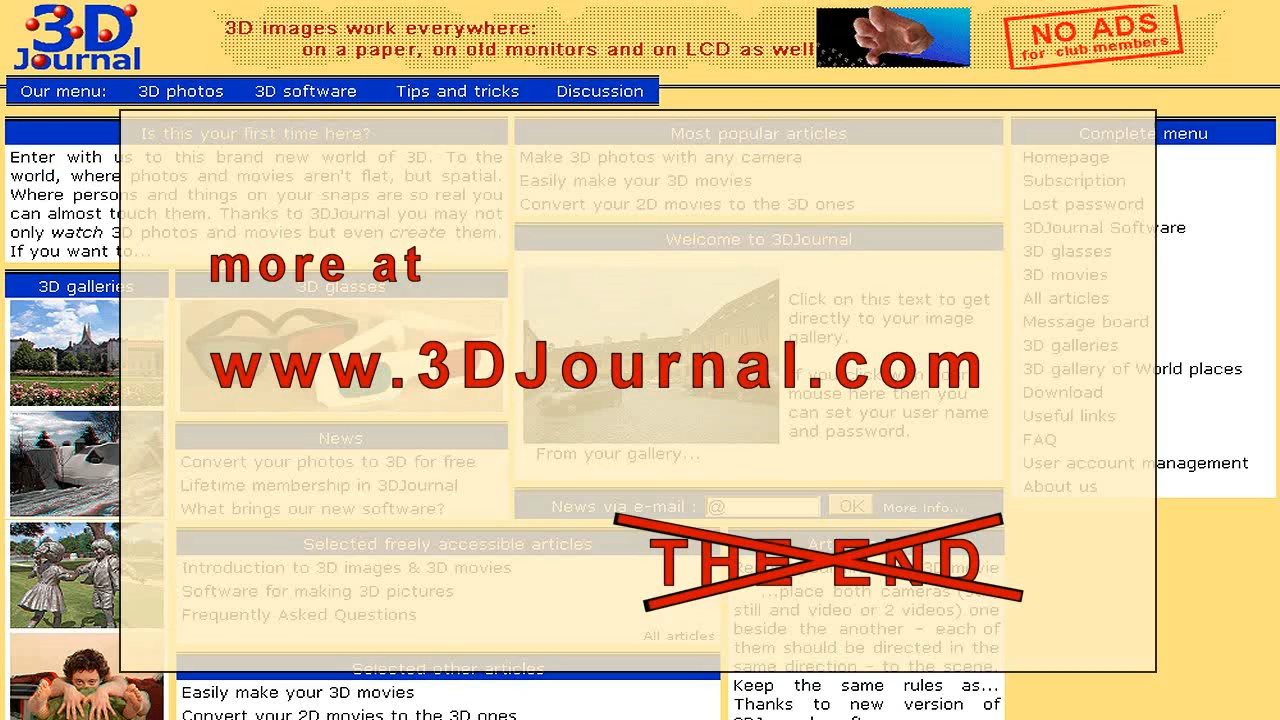 3D
Journal
3D images work everywhere:
on a paper, on old monitors and on LCD as well
NO ADS
for club members
Our menu: 3D photos 3D software Tips and tricks Discussion
Is this your first time here?
Enter with us to this brand new world of 3D. To the
world, where photos and movies aren't flat, but spatial.
Where persons and things on your snaps are so real you
can almost touch them. Thanks to 3DJournal you may not
only watch 3D photos and movies but even create them.
If you want to...
Most popular articles
Make 3D photos with any camera
Easily make your 3D movies
Convert your 2D movies to the 3D ones
Complete menu
Homepage
Subscription
Lost password
3DJournal Software
3D glasses
3D movies
All articles
Message board
3D galleries
3D gallery of World places
Download
Useful links
FAQ
User account management
About us
Welcome to 3DJournal
Click on this text to get
directly to your image
gallery.
mouse here then you
can set your user name
and password.
From your gallery...
3D galleries
3D glasses
more at
www.3DJournal.com
News
Convert your photos to 3D for free
Lifetime membership in 3DJournal
What brings our new software?
News via e-mail : @ OK More info...
Selected freely accessible articles
Introduction to 3D images & 3D movies
Software for making 3D pictures
Frequently Asked Questions
All articles
THE END
...place both cameras
still and video or 2 videos) one
beside the another - each of
them should be directed in the
same direction - to the scene.
Keep the same rules as...
Thanks to new version of
Selected other articles
Easily make your 3D movies
Convert your 2D movies to the 3D ones